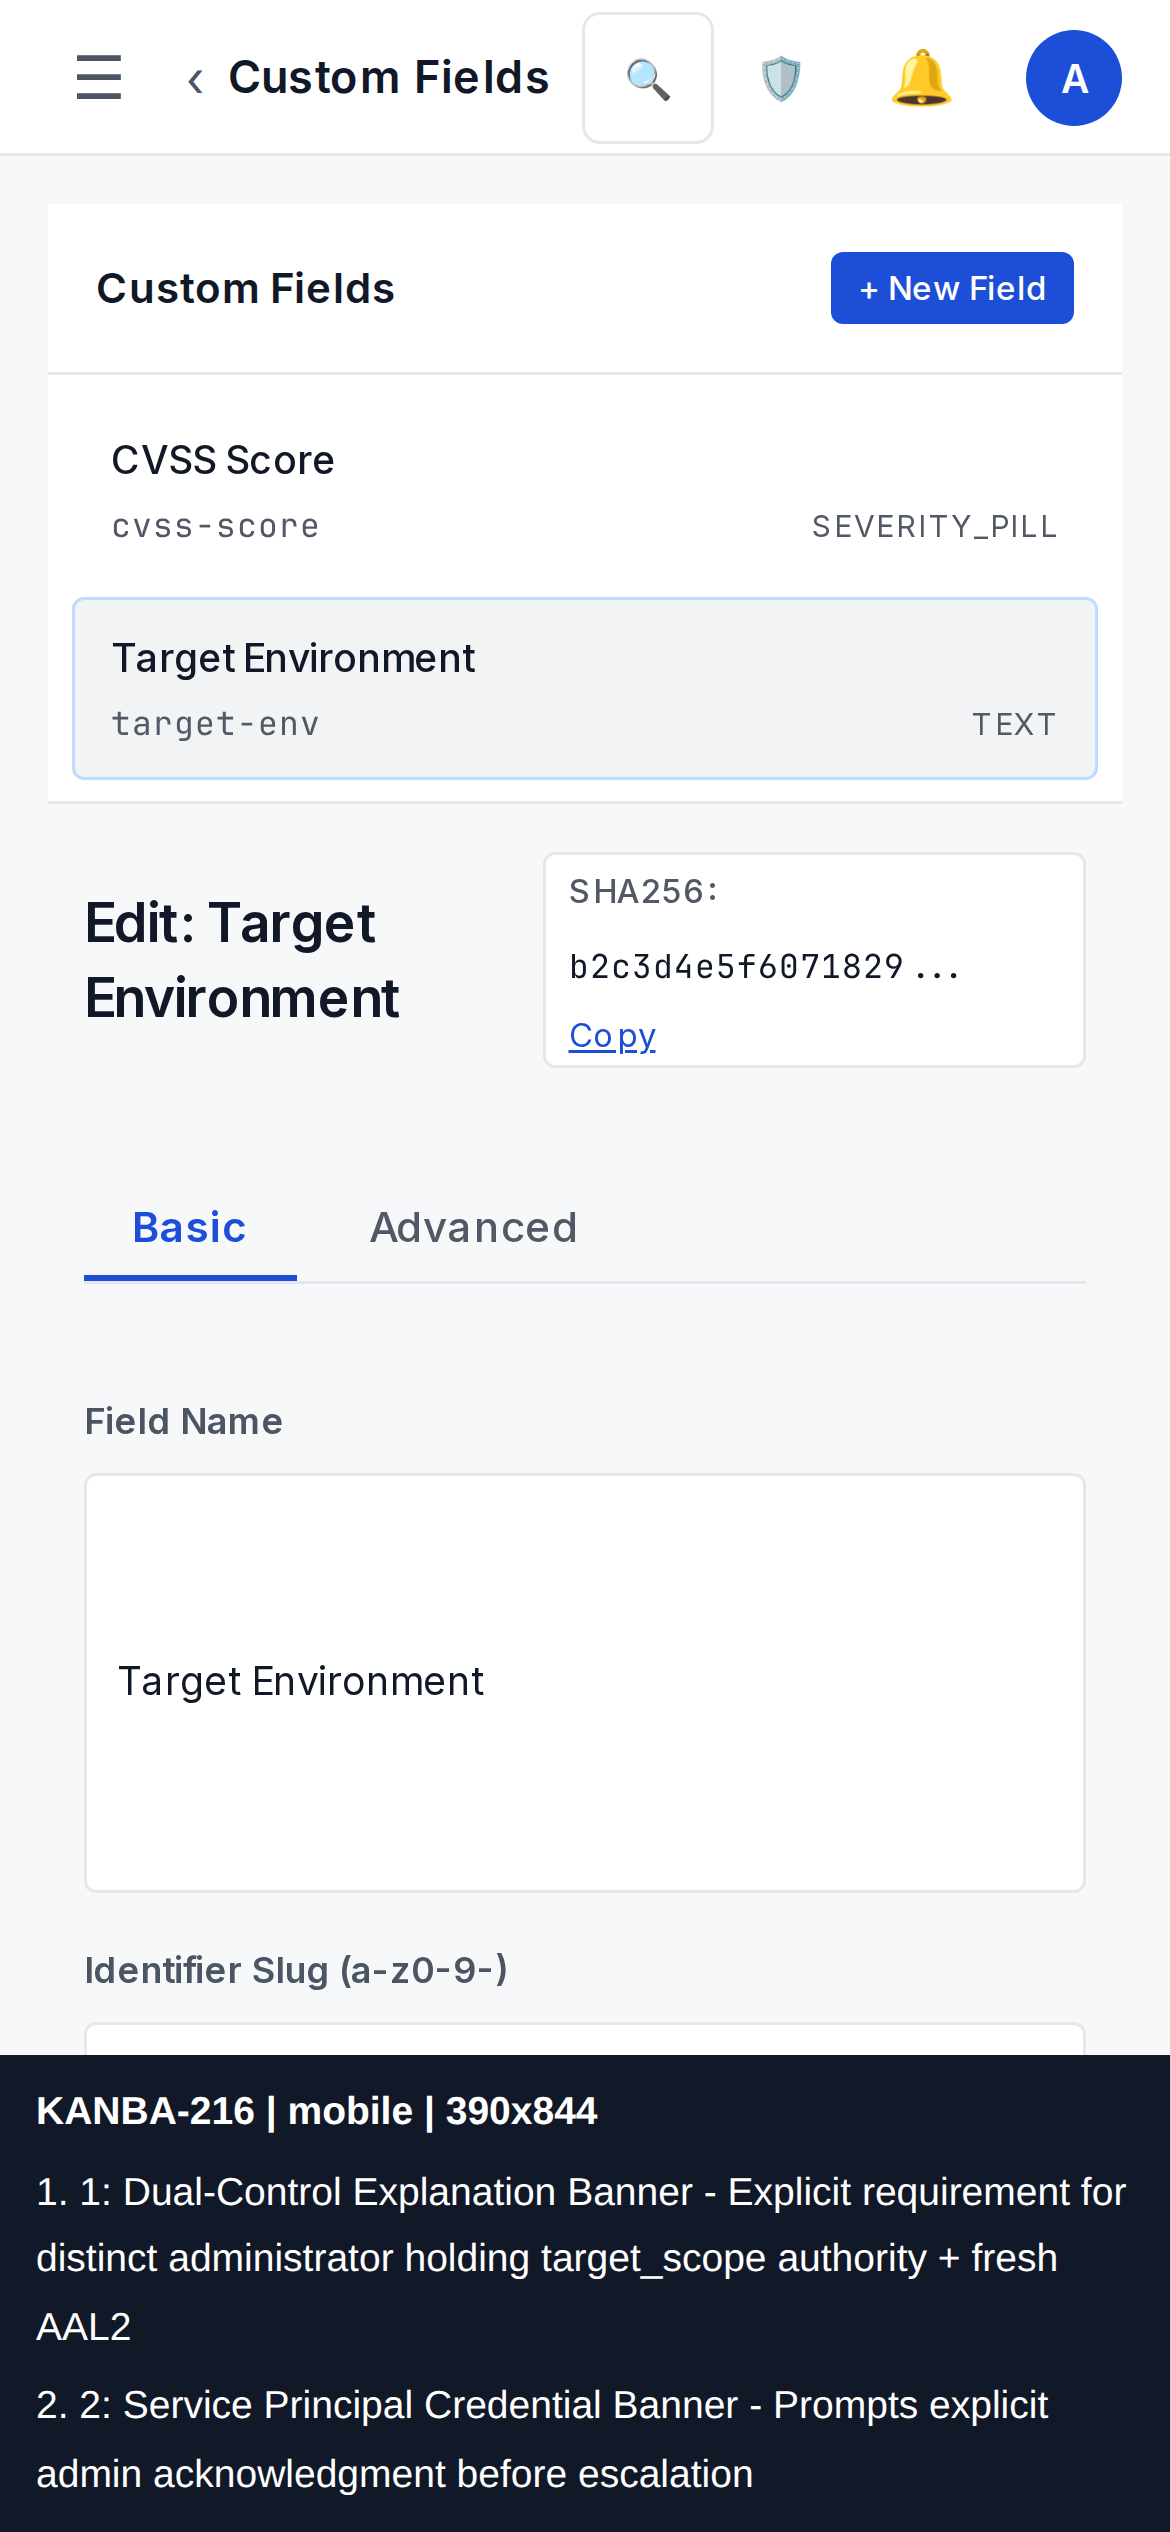 ☰ ‹ Custom Fields 🔍 🛡️ 🔔 A
Custom Fields
+ New Field
CVSS Score
cvss-score
SEVERITY_PILL
Target Environment
target-env
TEXT
Edit: Target
Environment
SHA256:
b2c3d4e5f6071829...
Copy
Basic
Advanced
Field Name
Target Environment
Identifier Slug (a-z0-9-)
KANBA-216 | mobile | 390x844
1. 1: Dual-Control Explanation Banner - Explicit requirement for
distinct administrator holding target_scope authority + fresh
AAL2
2. 2: Service Principal Credential Banner - Prompts explicit
admin acknowledgment before escalation